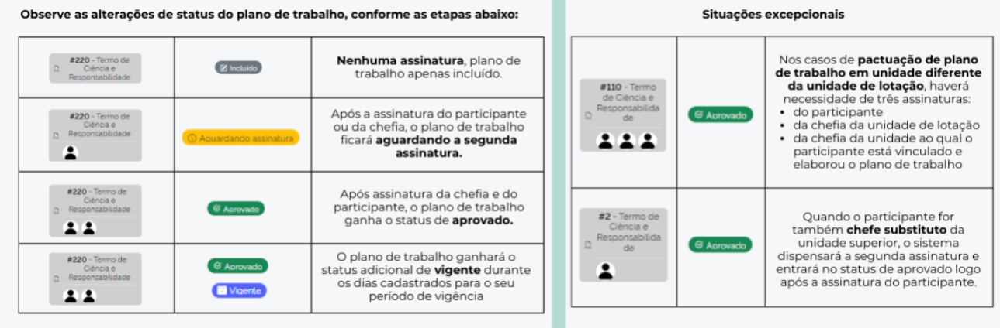 Observe as alterações de status do plano de trabalho, conforme as etapas abaixo:
#220 - Termo de
Ciência e
Responsabilidade
Incluído
Nenhuma assinatura, plano de
trabalho apenas incluído.
#220 - Termo de
Ciência e
Responsabilidade
Aguardando assinatura
Após a assinatura do participante
ou da chefia, o plano de trabalho
ficará aguardando a segunda
assinatura.
#220 - Termo de
Ciência e
Responsabilidade
Aprovado
Após assinatura da chefia e do
participante, o plano de trabalho
ganha o status de aprovado.
#220 - Termo de
Ciência e
Responsabilidade
Aprovado
Vigente
O plano de trabalho ganhará o
status adicional de vigente durante
os dias cadastrados para o seu
período de vigência
Situações excepcionais
#110 - Termo
de Ciência e
Responsabilida
de
Aprovado
Nos casos de pactuação de plano
de trabalho em unidade diferente
da unidade de lotação, haverá
necessidade de três assinaturas:
• do participante
• da chefia da unidade de lotação
• da chefia da unidade ao qual o
participante está vinculado e
elaborou o plano de trabalho
#2 - Termo de
Ciência e
Responsabilida
de
Aprovado
Quando o participante for
também chefe substituto da
unidade superior, o sistema
dispensará a segunda assinatura e
entrará no status de aprovado logo
após a assinatura do participante.